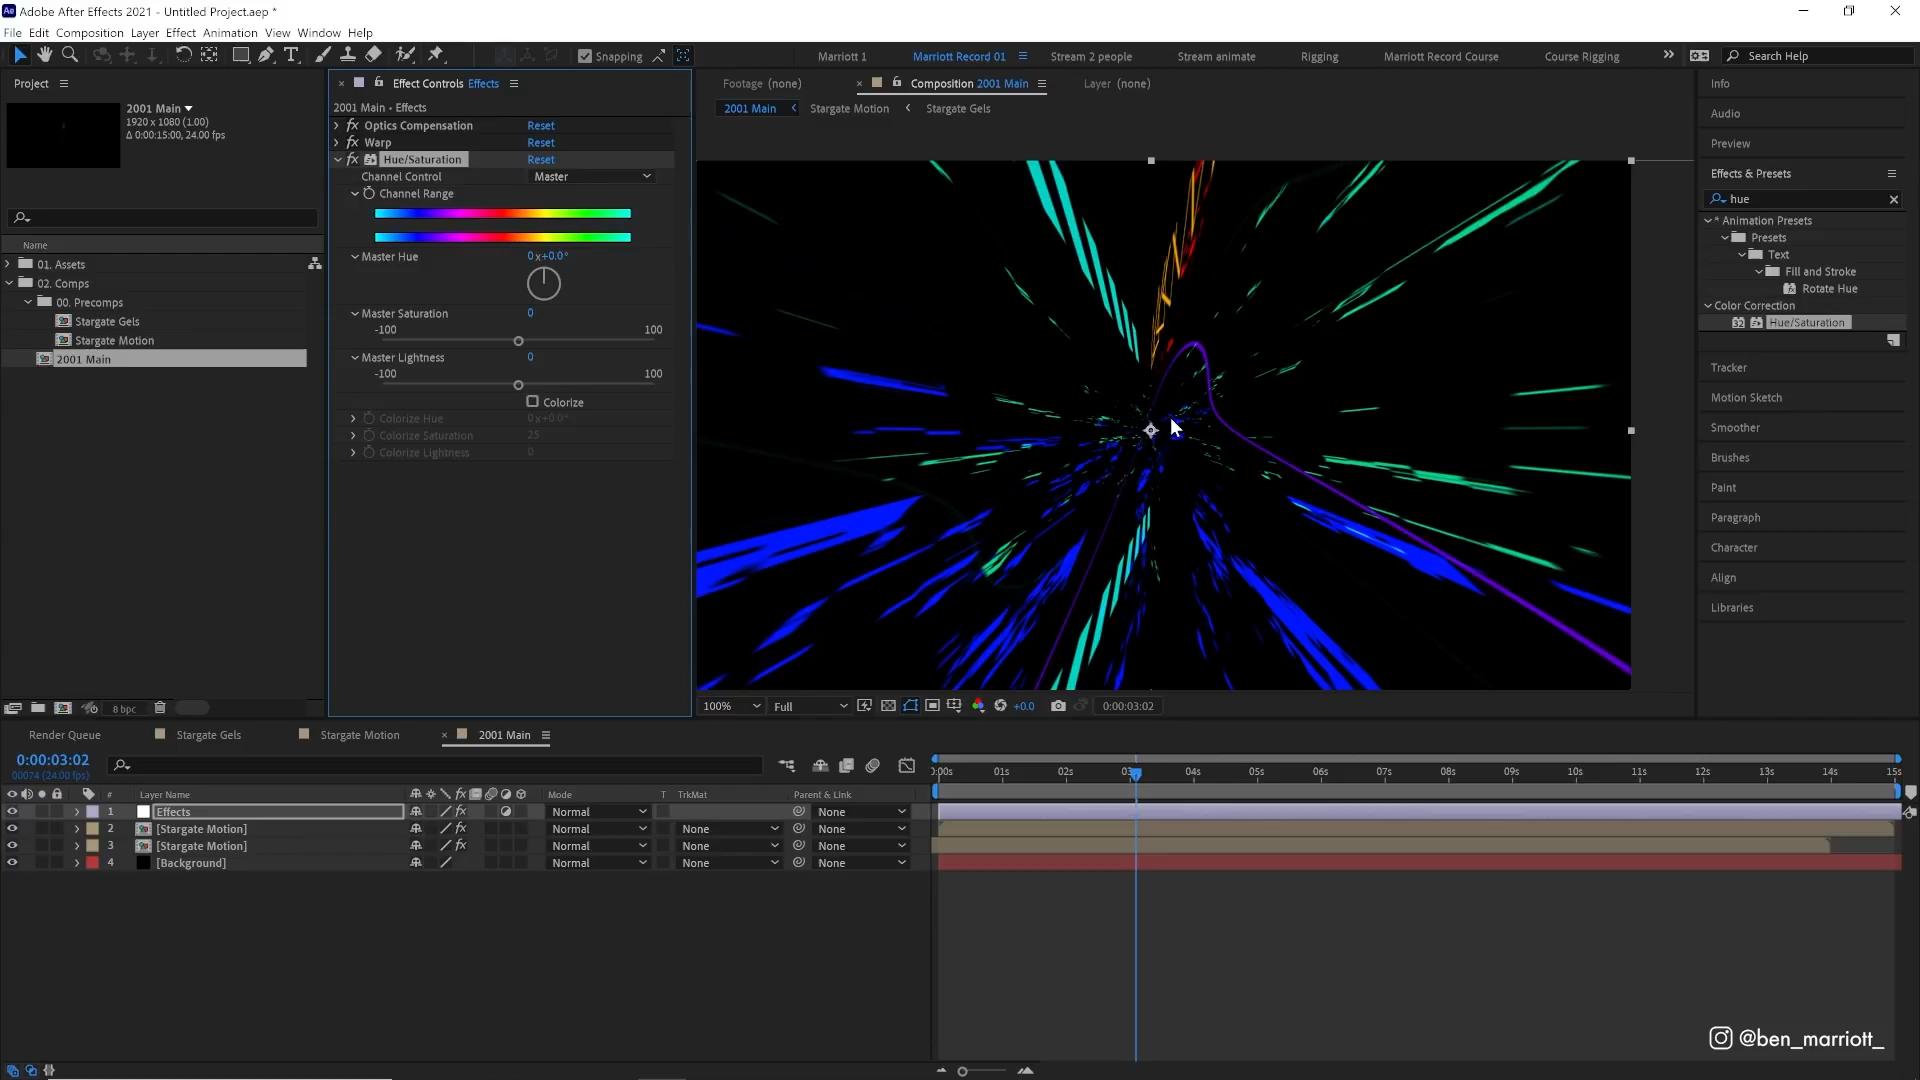 Adobe After Effects 2021 - Untitled Project.aep *
File Edit Composition Layer Effect Animation View Window Help
Snapping
Marriott 1
Marriott Record 01
Stream 2 people
Stream animate
Rigging
Marriott Record Course
Course Rigging
Search Help
Project
2001 Main
1920 x 1080 (1.00)
Δ 0:00:15:00, 24.00 fps
Name
01. Assets
02. Comps
00. Precomps
Stargate Gels
Stargate Motion
2001 Main
8 bpc
Effect Controls Effects
2001 Main • Effects
Optics Compensation Reset
Warp Reset
Hue/Saturation Reset
Channel Control Master
Channel Range
Master Hue 0x+0.0°
Master Saturation 0
-100 100
Master Lightness 0
-100 100
Colorize
Colorize Hue 0x+0.0°
Colorize Saturation 25
Colorize Lightness 0
Footage (none)
Composition 2001 Main
Layer (none)
2001 Main Stargate Motion Stargate Gels
100% Full +0.0 0:00:03:02
Info
Audio
Preview
Effects & Presets
hue
* Animation Presets
Presets
Text
Fill and Stroke
Rotate Hue
Color Correction
32 Hue/Saturation
Tracker
Motion Sketch
Smoother
Brushes
Paint
Paragraph
Character
Align
Libraries
Render Queue Stargate Gels Stargate Motion 2001 Main
0:00:03:02
00074 (24.00 fps)
# Layer Name Mode T TrkMat Parent & Link
1 Effects Normal None
2 [Stargate Motion] Normal None None
3 [Stargate Motion] Normal None None
4 [Background] Normal None None
0:00s 01s 02s 03s 04s 05s 06s 07s 08s 09s 10s 11s 12s 13s 14s 15s
@ben_marriott_